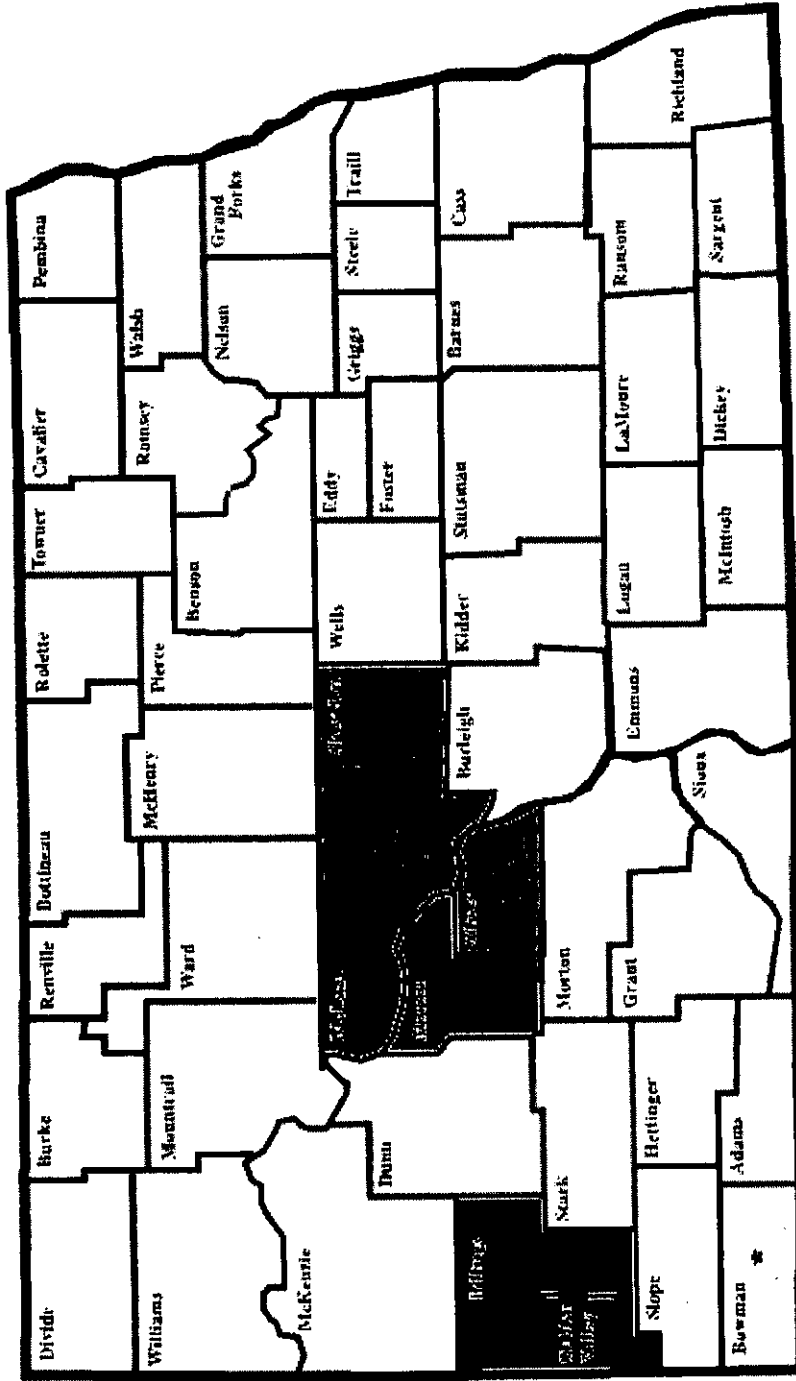 Divide
Burke
Renville
Bottineau
Rolette
Towner
Cavalier
Pembina
Williams
Mountrail
Ward
McHenry
Pierce
Benson
Ramsey
Walsh
Nelson
Grand
Forks
McKenzie
Dunn
McLean
Mercer
Oliver
Sheridan
Wells
Eddy
Foster
Griggs
Steele
Traill
Billings
Stark
Morton
Burleigh
Kidder
Stutsman
Barnes
Cass
Valley
Slope
Hettinger
Grant
Sioux
Emmons
Logan
LaMoure
Ransom
Richland
Bowman
*
Adams
McIntosh
Dickey
Sargent